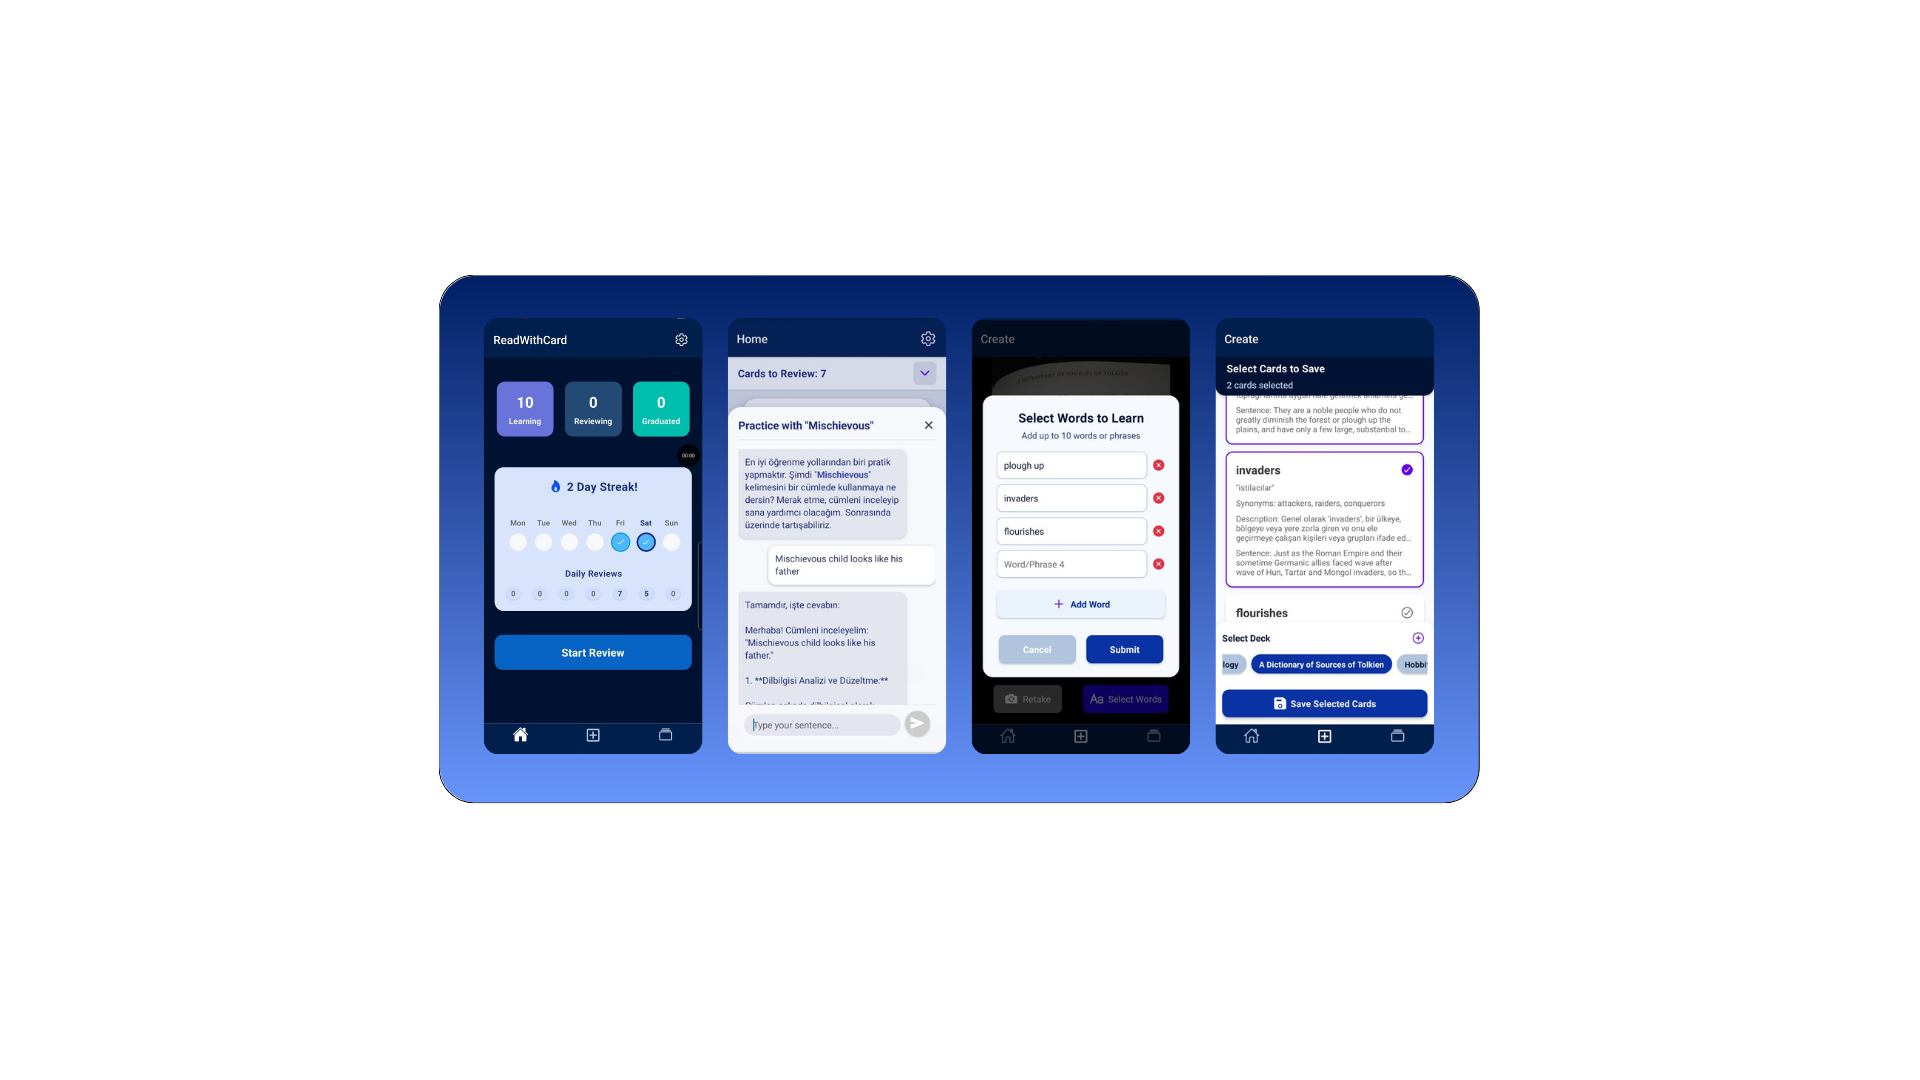 ReadWithCard
10
Learning
0
Reviewing
0
Graduated
00:00
2 Day Streak!
Mon Tue Wed Thu Fri Sat Sun
Daily Reviews
0 0 0 0 7 5 0
Start Review
Home
Cards to Review: 7
Practice with "Mischievous"
En iyi öğrenme yollarından biri pratik
yapmaktır. Şimdi "Mischievous"
kelimesini bir cümlede kullanmaya ne
dersin? Merak etme, cümleni inceleyip
sana yardımcı olacağım. Sonrasında
üzerinde tartışabiliriz.
Mischievous child looks like his
father
Tamamdır, işte cevabın:
Merhaba! Cümleni inceleyelim:
"Mischievous child looks like his
father."
1. **Dilbilgisi Analizi ve Düzeltme:**
Type your sentence...
Create
A DICTIONARY OF SOURCES OF TOLKIEN
Select Words to Learn
Add up to 10 words or phrases
plough up
invaders
flourishes
Word/Phrase 4
Add Word
Cancel
Submit
Retake
Aa Select Words
Create
Select Cards to Save
2 cards selected
Sentence: They are a noble people who do not
greatly diminish the forest or plough up the
plains, and have only a few large, substantial to...
invaders
"istilacılar"
Synonyms: attackers, raiders, conquerors
Description: Genel olarak 'invaders', bir ülkeye,
bölgeye veya yere zorla giren ve onu ele
geçirmeye çalışan kişileri veya grupları ifade ed...
Sentence: Just as the Roman Empire and their
sometime Germanic allies faced wave after
wave of Hun, Tartar and Mongol invaders, so th...
flourishes
Select Deck
logy
A Dictionary of Sources of Tolkien
Hobbi
Save Selected Cards